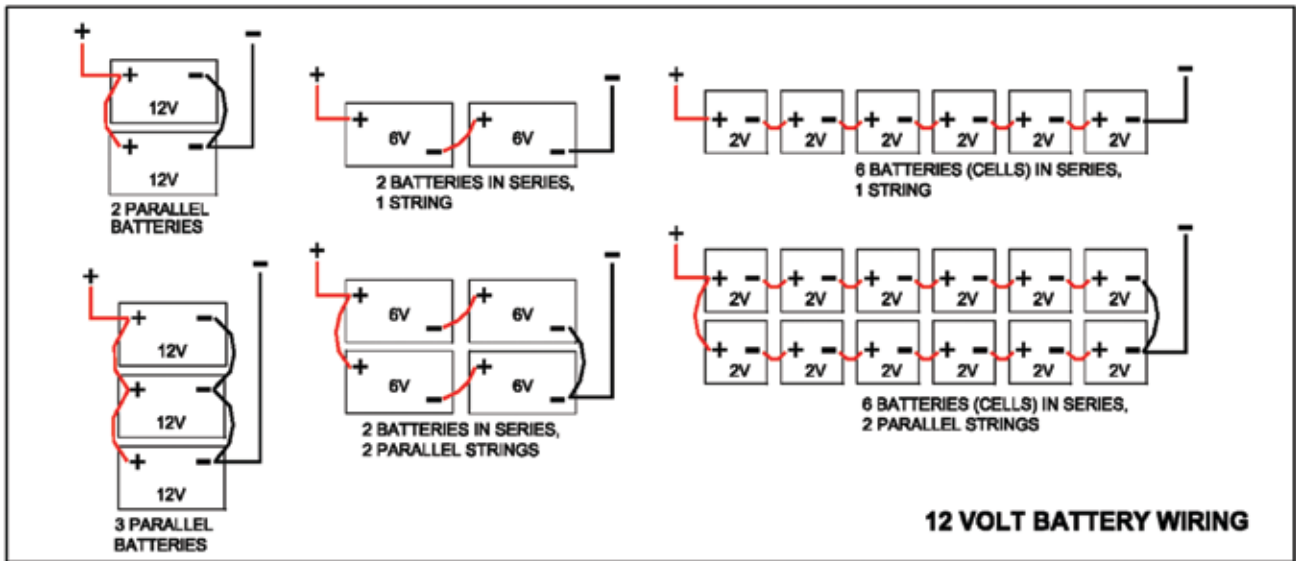 + −
+ −
12V
+ −
12V
2 PARALLEL
BATTERIES
+ −
+ 6V − + 6V −
2 BATTERIES IN SERIES,
1 STRING
+ −
+ − + − + − + − + − + −
2V 2V 2V 2V 2V 2V
6 BATTERIES (CELLS) IN SERIES,
1 STRING
+ −
+ −
12V
+ −
12V
+ −
12V
3 PARALLEL
BATTERIES
+ −
+ 6V − + 6V −
+ 6V − + 6V −
2 BATTERIES IN SERIES,
2 PARALLEL STRINGS
+ −
+ − + − + − + − + − + −
2V 2V 2V 2V 2V 2V
+ − + − + − + − + − + −
2V 2V 2V 2V 2V 2V
6 BATTERIES (CELLS) IN SERIES,
2 PARALLEL STRINGS
12 VOLT BATTERY WIRING